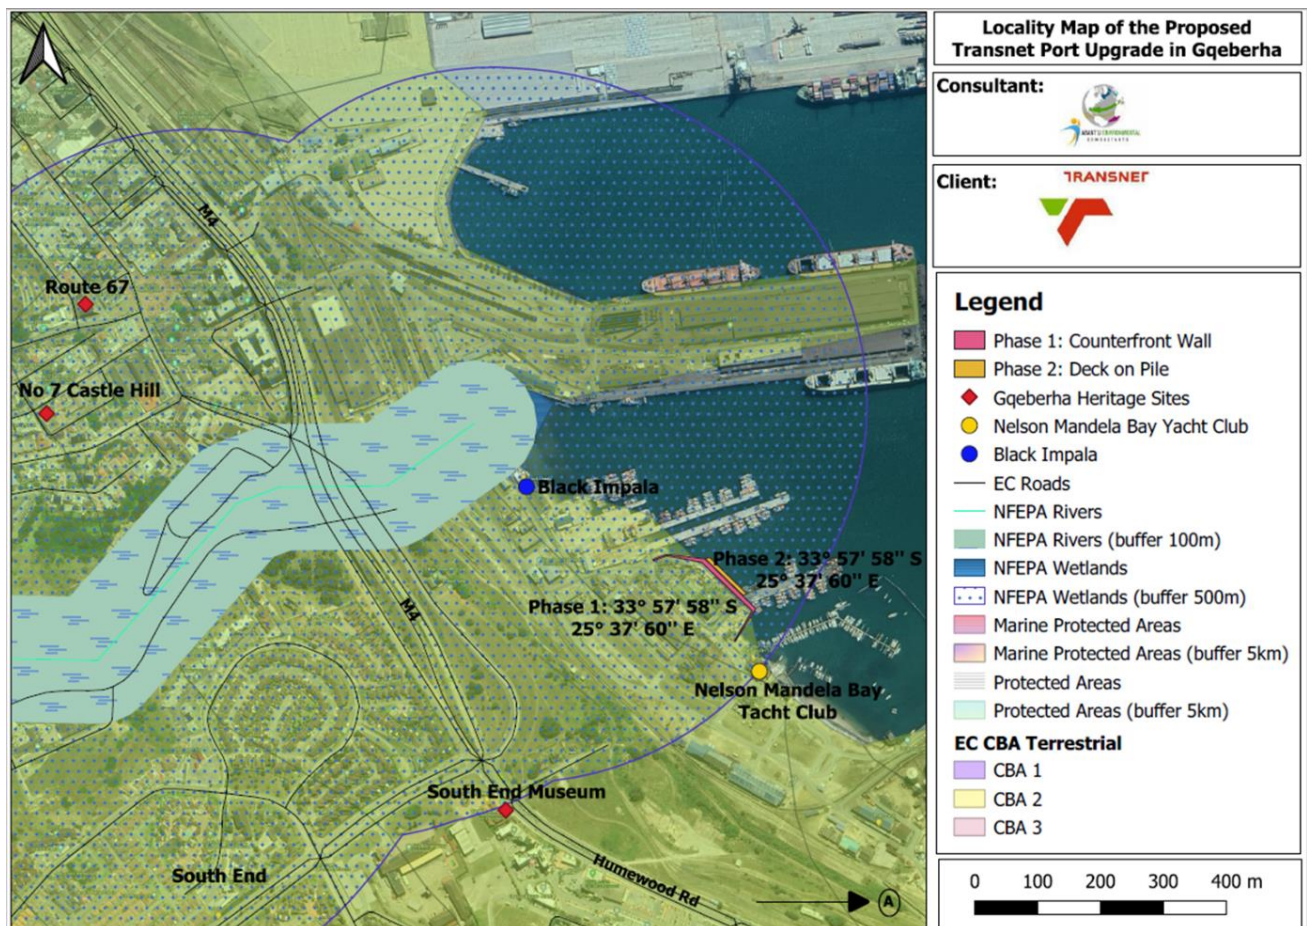 Locality Map of the Proposed
Transnet Port Upgrade in Gqeberha
Consultant:
Client:
TRANSNET
M4
Route 67
No 7 Castle Hill
Black Impala
Phase 2: 33° 57' 58'' S
25° 37' 60'' E
Phase 1: 33° 57' 58'' S
25° 37' 60'' E
M4
Nelson Mandela Bay
Tacht Club
South End Museum
South End
Humewood Rd
A
Legend
Phase 1: Counterfront Wall
Phase 2: Deck on Pile
Gqeberha Heritage Sites
Nelson Mandela Bay Yacht Club
Black Impala
EC Roads
NFEPA Rivers
NFEPA Rivers (buffer 100m)
NFEPA Wetlands
NFEPA Wetlands (buffer 500m)
Marine Protected Areas
Marine Protected Areas (buffer 5km)
Protected Areas
Protected Areas (buffer 5km)
EC CBA Terrestrial
CBA 1
CBA 2
CBA 3
0 100 200 300 400 m